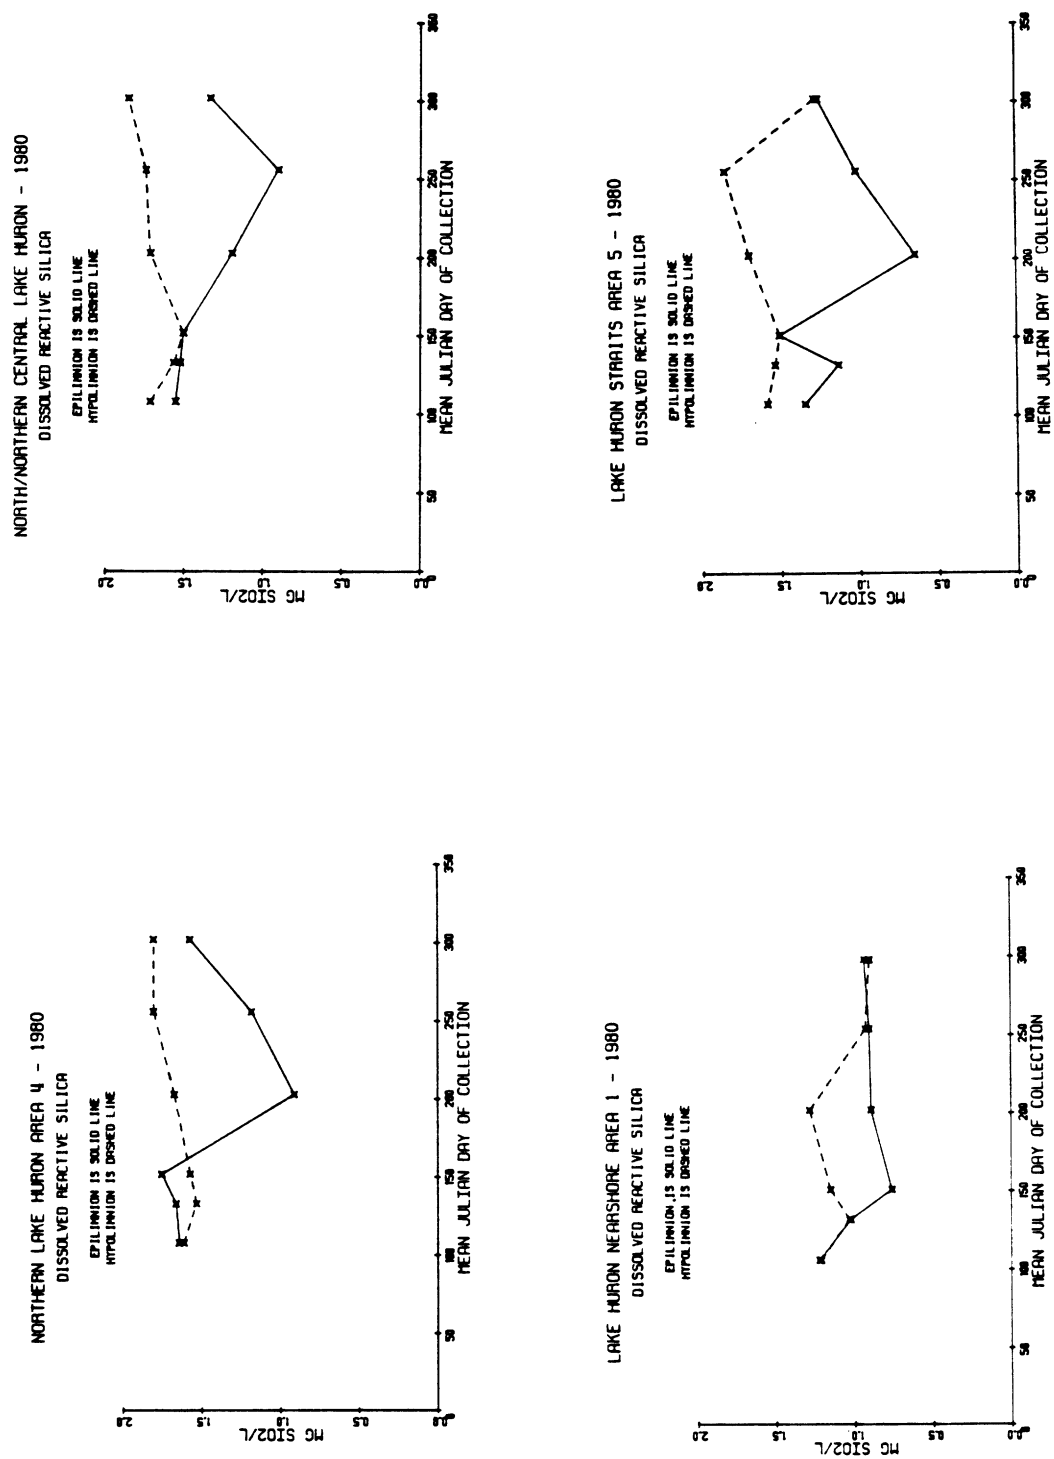 NORTHERN LAKE HURON AREA 4 - 1980
DISSOLVED REACTIVE SILICA
EPILIMNION IS SOLID LINE
HYPOLIMNION IS DASHED LINE
MG SIO2/L
2.0
1.5
1.0
0.5
0.0
0
50
100
150
200
250
300
350
MEAN JULIAN DAY OF COLLECTION
NORTH/NORTHERN CENTRAL LAKE HURON - 1980
DISSOLVED REACTIVE SILICA
EPILIMNION IS SOLID LINE
HYPOLIMNION IS DASHED LINE
MG SIO2/L
2.0
1.5
1.0
0.5
0.0
0
50
100
150
200
250
300
350
MEAN JULIAN DAY OF COLLECTION
LAKE HURON NEARSHORE AREA 1 - 1980
DISSOLVED REACTIVE SILICA
EPILIMNION IS SOLID LINE
HYPOLIMNION IS DASHED LINE
MG SIO2/L
2.0
1.5
1.0
0.5
0.0
0
50
100
150
200
250
300
350
MEAN JULIAN DAY OF COLLECTION
LAKE HURON STRAITS AREA 5 - 1980
DISSOLVED REACTIVE SILICA
EPILIMNION IS SOLID LINE
HYPOLIMNION IS DASHED LINE
MG SIO2/L
2.0
1.5
1.0
0.5
0.0
0
50
100
150
200
250
300
350
MEAN JULIAN DAY OF COLLECTION